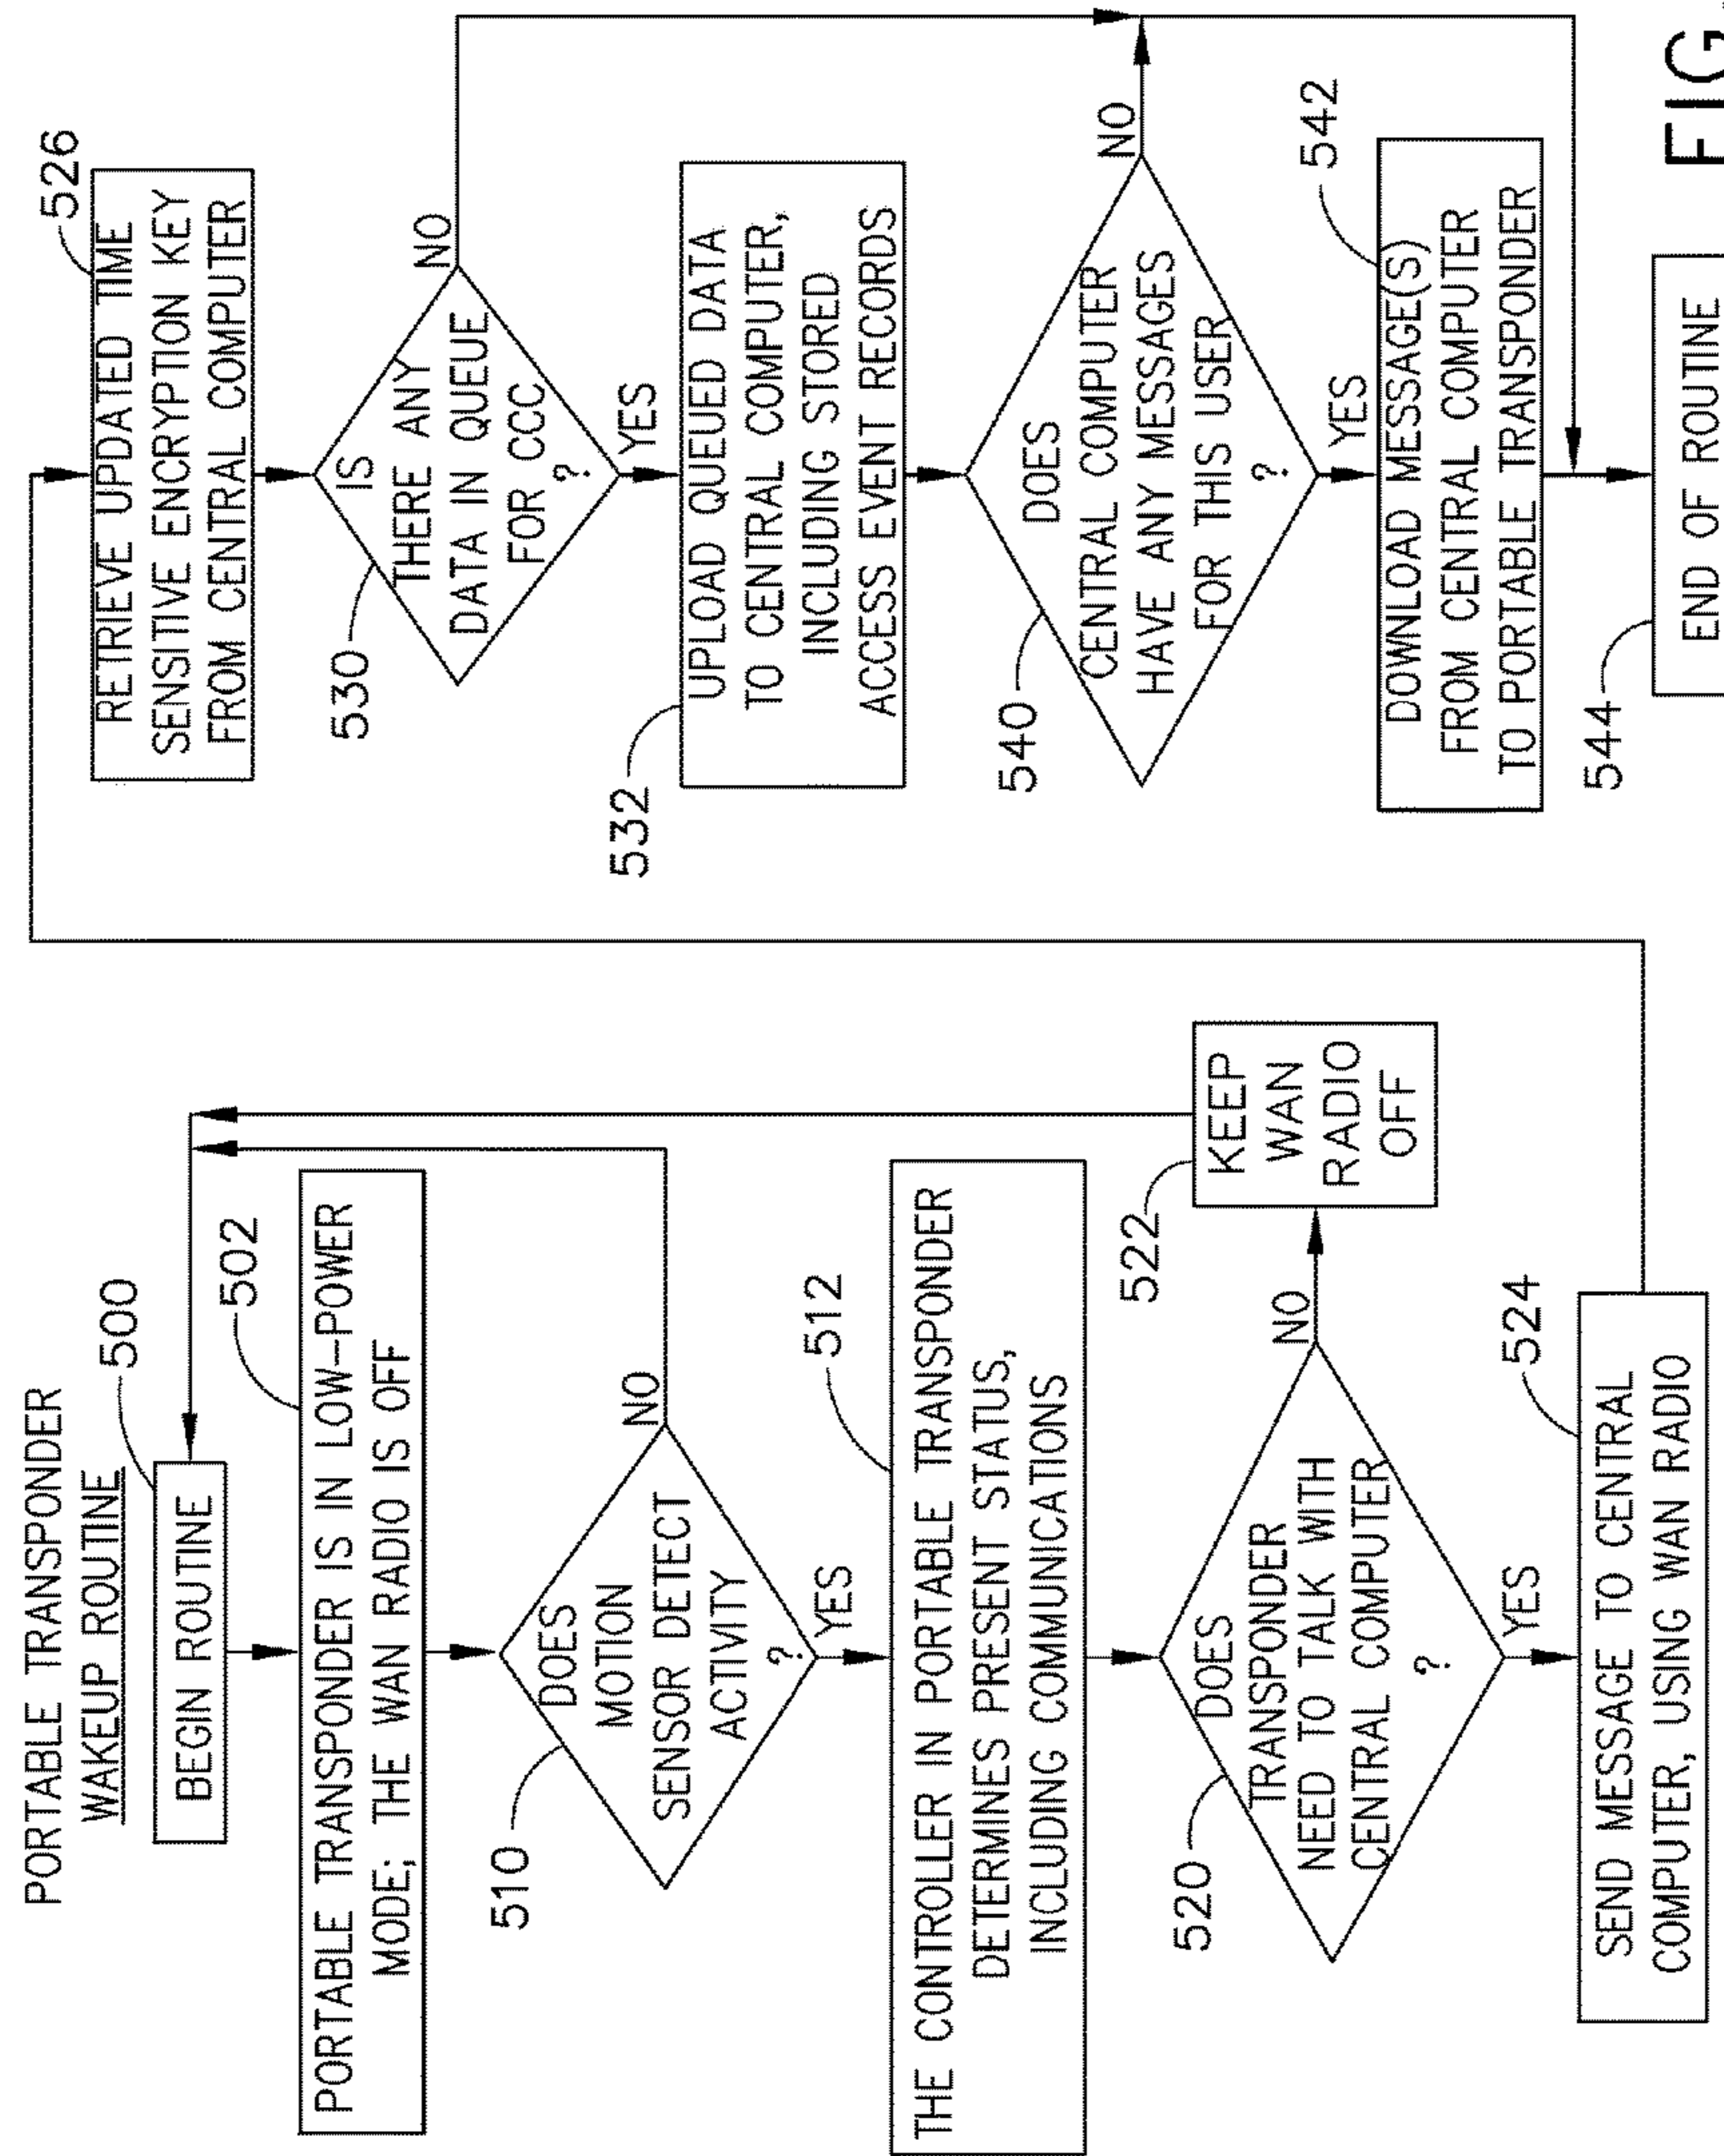 PORTABLE TRANSPONDER
WAKEUP ROUTINE
500
BEGIN ROUTINE
502
PORTABLE TRANSPONDER IS IN LOW-POWER
MODE; THE WAN RADIO IS OFF
510
DOES
MOTION
SENSOR DETECT
ACTIVITY
?
NO
YES
512
THE CONTROLLER IN PORTABLE TRANSPONDER
DETERMINES PRESENT STATUS,
INCLUDING COMMUNICATIONS
520
DOES
TRANSPONDER
NEED TO TALK WITH
CENTRAL COMPUTER
?
NO
522
KEEP
WAN
RADIO
OFF
YES
524
SEND MESSAGE TO CENTRAL
COMPUTER, USING WAN RADIO
526
RETRIEVE UPDATED TIME
SENSITIVE ENCRYPTION KEY
FROM CENTRAL COMPUTER
530
IS
THERE ANY
DATA IN QUEUE
FOR CCC
?
NO
YES
532
UPLOAD QUEUED DATA
TO CENTRAL COMPUTER,
INCLUDING STORED
ACCESS EVENT RECORDS
540
DOES
CENTRAL COMPUTER
HAVE ANY MESSAGES
FOR THIS USER
?
NO
YES
542
DOWNLOAD MESSAGE(S)
FROM CENTRAL COMPUTER
TO PORTABLE TRANSPONDER
544
END OF ROUTINE
FIG.